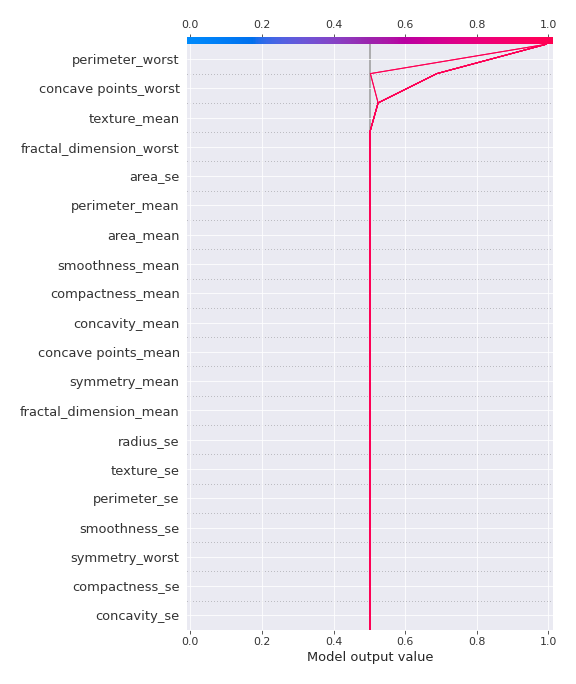 0.0 0.2 0.4 0.6 0.8 1.0
perimeter_worst
concave points_worst
texture_mean
fractal_dimension_worst
area_se
perimeter_mean
area_mean
smoothness_mean
compactness_mean
concavity_mean
concave points_mean
symmetry_mean
fractal_dimension_mean
radius_se
texture_se
perimeter_se
smoothness_se
symmetry_worst
compactness_se
concavity_se
0.0 0.2 0.4 0.6 0.8 1.0
Model output value